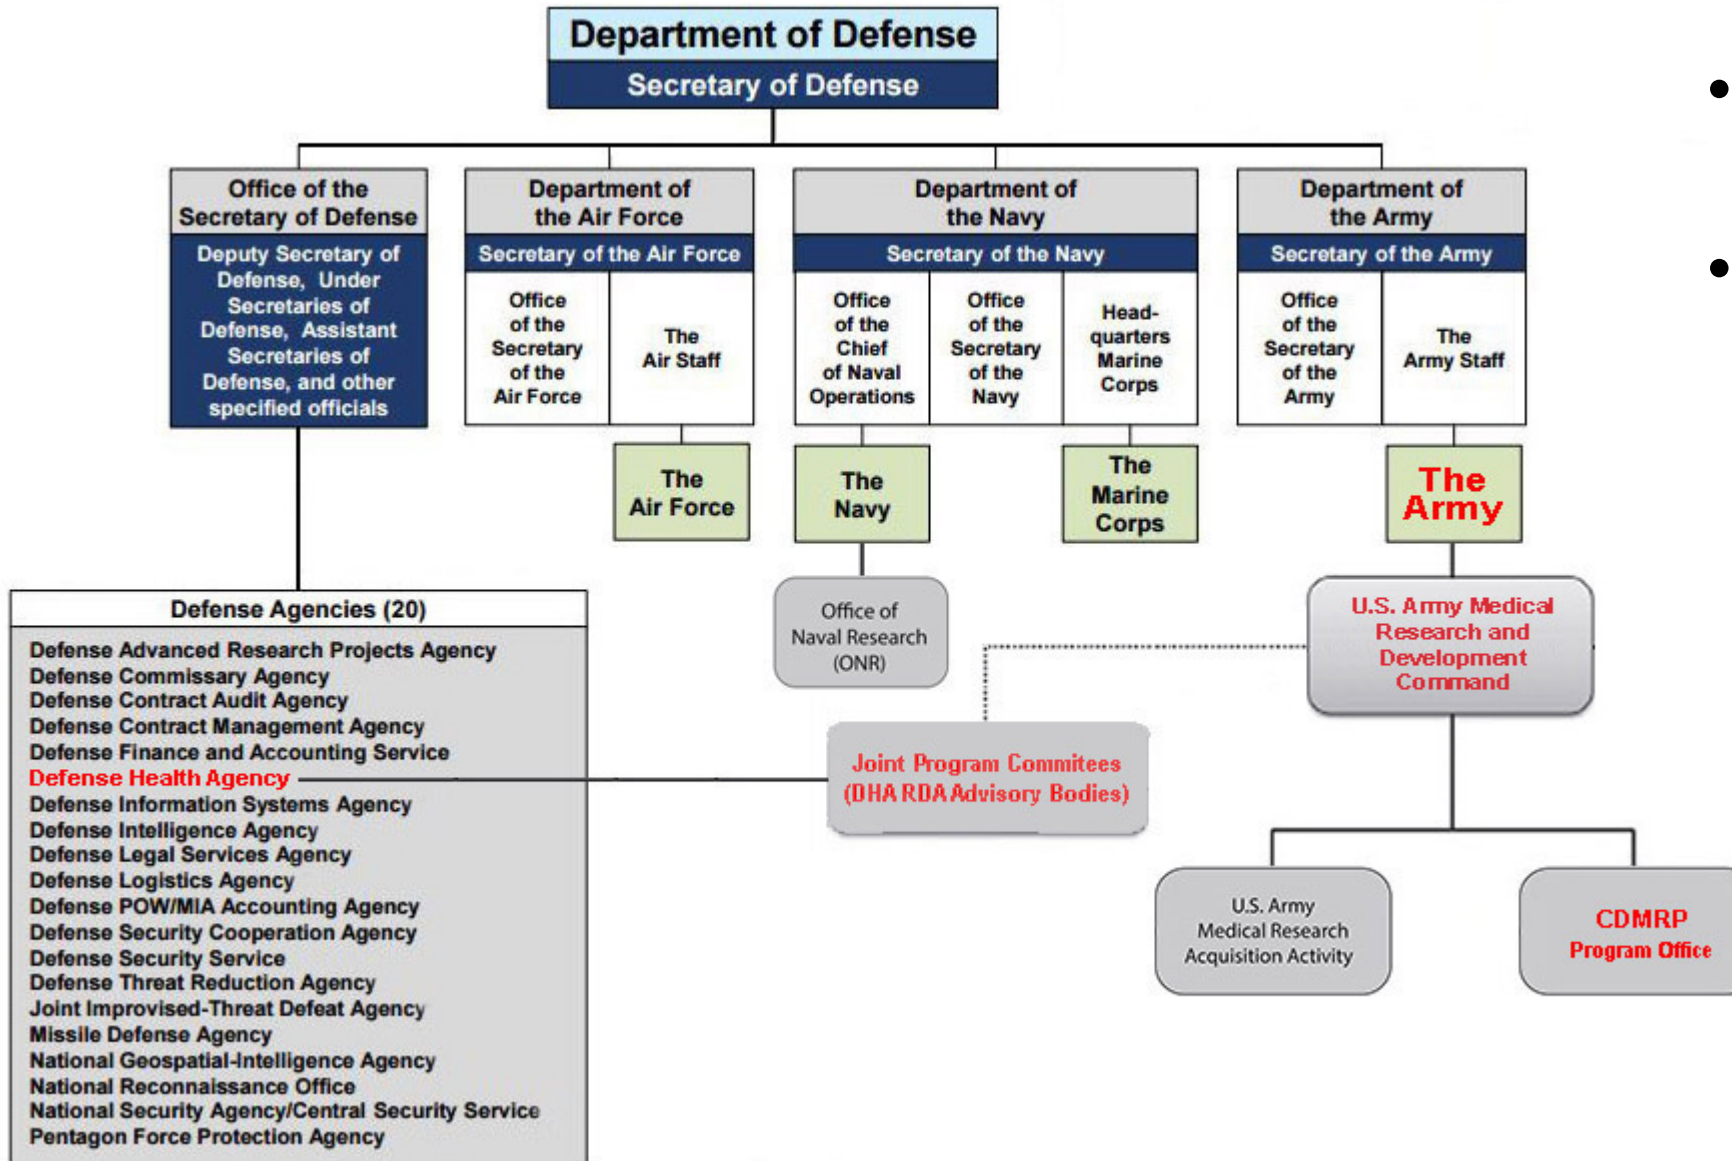 Department of Defense
Secretary of Defense
Office of the
Secretary of Defense
Deputy Secretary of
Defense, Under
Secretaries of
Defense, Assistant
Secretaries of
Defense, and other
specified officials
Department of
the Air Force
Secretary of the Air Force
Office
of the
Secretary
of the
Air Force
The
Air Staff
Department of
the Navy
Secretary of the Navy
Office
of the
Chief
of Naval
Operations
Office
of the
Secretary
of the
Navy
Head-
quarters
Marine
Corps
Department of
the Army
Secretary of the Army
Office
of the
Secretary
of the
Army
The
Army Staff
The
Air Force
The
Navy
The
Marine
Corps
The
Army
Office of
Naval Research
(ONR)
U.S. Army Medical
Research and
Development
Command
Defense Agencies (20)
Defense Advanced Research Projects Agency
Defense Commissary Agency
Defense Contract Audit Agency
Defense Contract Management Agency
Defense Finance and Accounting Service
Defense Health Agency
Defense Information Systems Agency
Defense Intelligence Agency
Defense Legal Services Agency
Defense Logistics Agency
Defense POW/MIA Accounting Agency
Defense Security Cooperation Agency
Defense Security Service
Defense Threat Reduction Agency
Joint Improvised-Threat Defeat Agency
Missile Defense Agency
National Geospatial-Intelligence Agency
National Reconnaissance Office
National Security Agency/Central Security Service
Pentagon Force Protection Agency
Joint Program Commitees
(DHA RDA Advisory Bodies)
U.S. Army
Medical Research
Acquisition Activity
CDMRP
Program Office